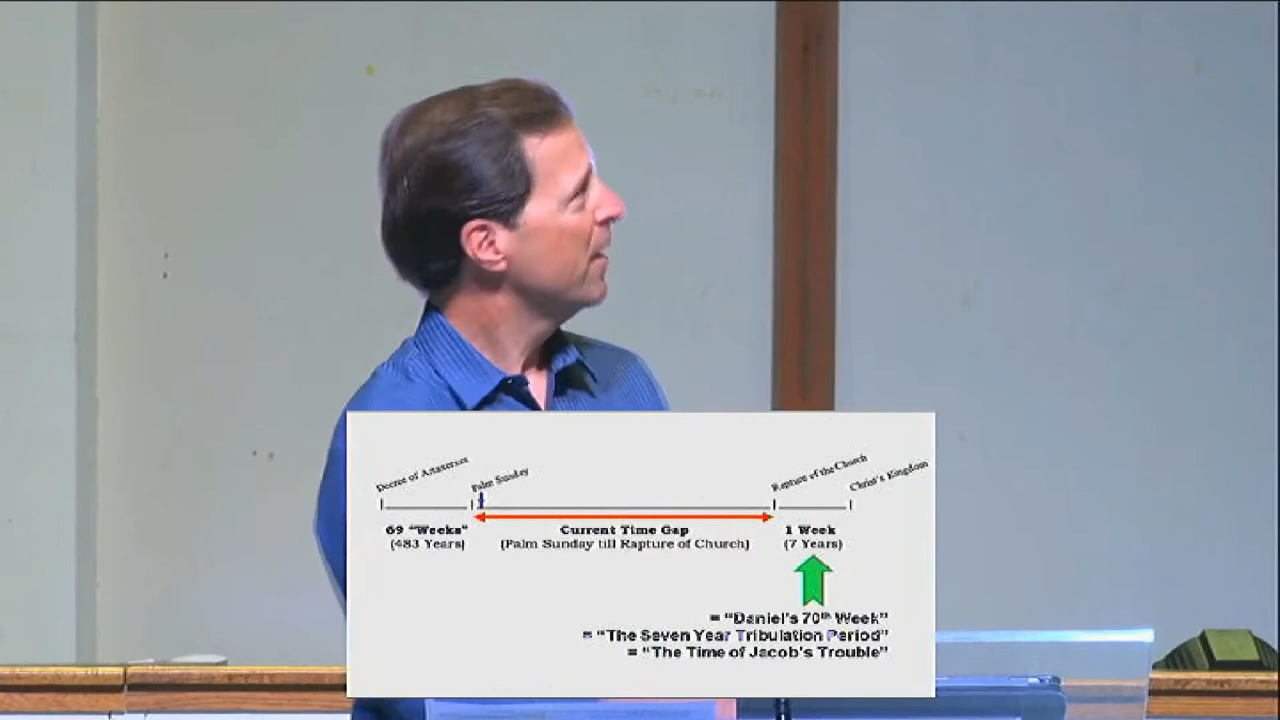 Decree of Artaxerxes
Palm Sunday
Rapture of the Church
Christ's Kingdom
69 "Weeks"
(483 Years)
Current Time Gap
(Palm Sunday till Rapture of Church)
1 Week
(7 Years)
= "Daniel's 70th Week"
= "The Seven Year Tribulation Period"
= "The Time of Jacob's Trouble"